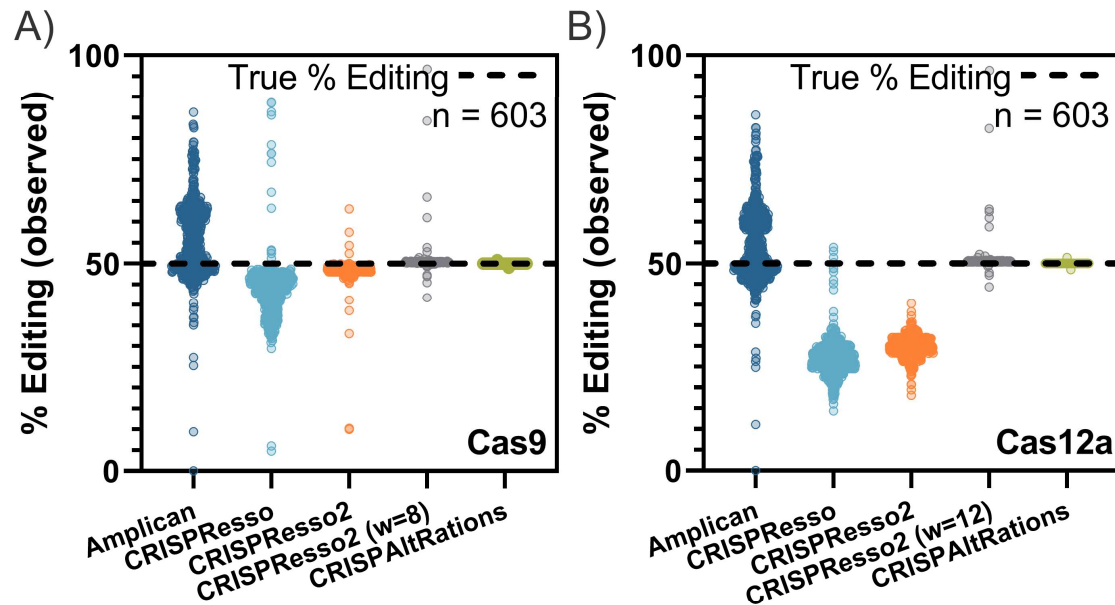 A)
% Editing (observed)
100
50
0
True % Editing
n = 603
Cas9
Amplican
CRISPResso
CRISPResso2
CRISPResso2 (w=8)
CRISPAltRations
B)
% Editing (observed)
100
50
0
True % Editing
n = 603
Cas12a
Amplican
CRISPResso
CRISPResso2
CRISPResso2 (w=12)
CRISPAltRations